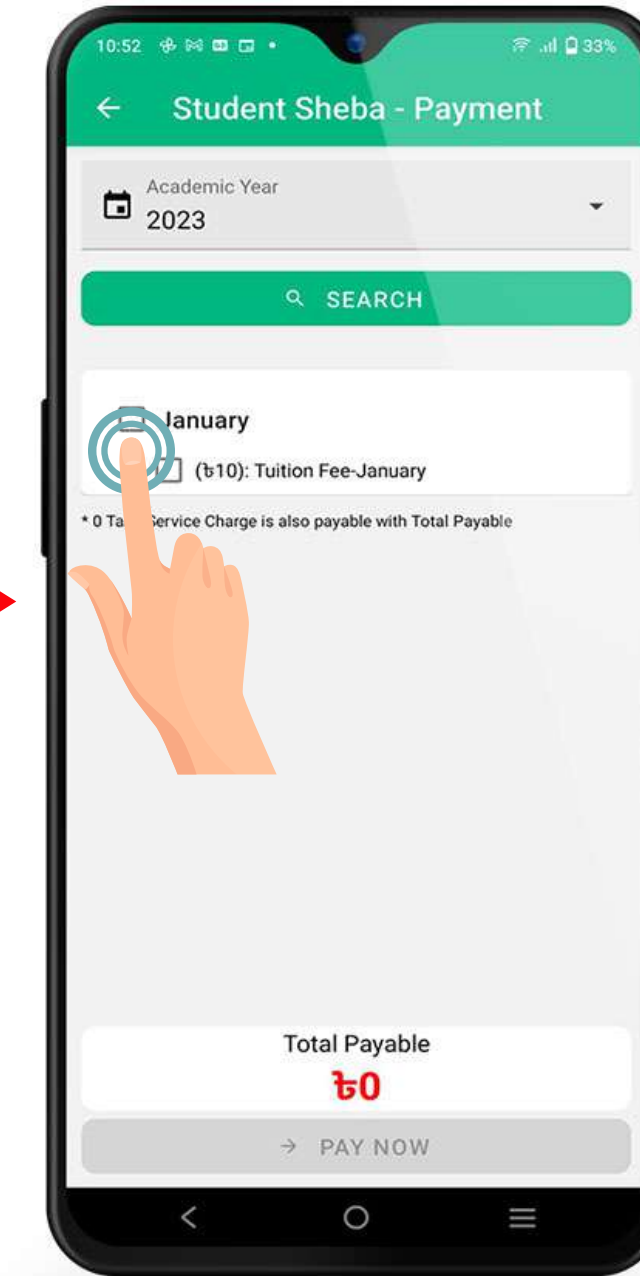 10:52
33%
Student Sheba - Payment
Academic Year
2023
SEARCH
January
(৳10): Tuition Fee-January
* 0 Service Charge is also payable with Total Payable
Total Payable
৳0
PAY NOW